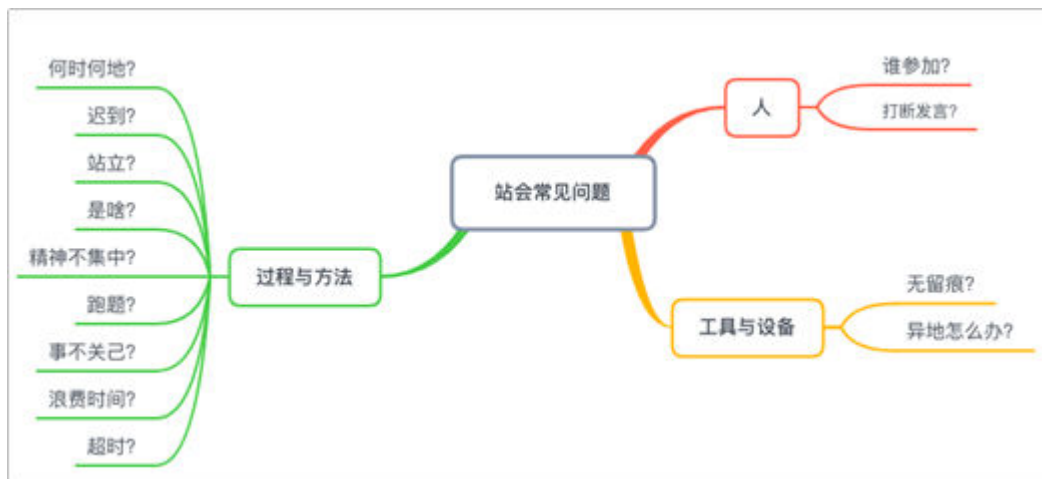 站会常见问题
人
谁参加?
打断发言?
工具与设备
无留痕?
异地怎么办?
过程与方法
何时何地?
迟到?
站立?
是啥?
精神不集中?
跑题?
事不关己?
浪费时间?
超时?